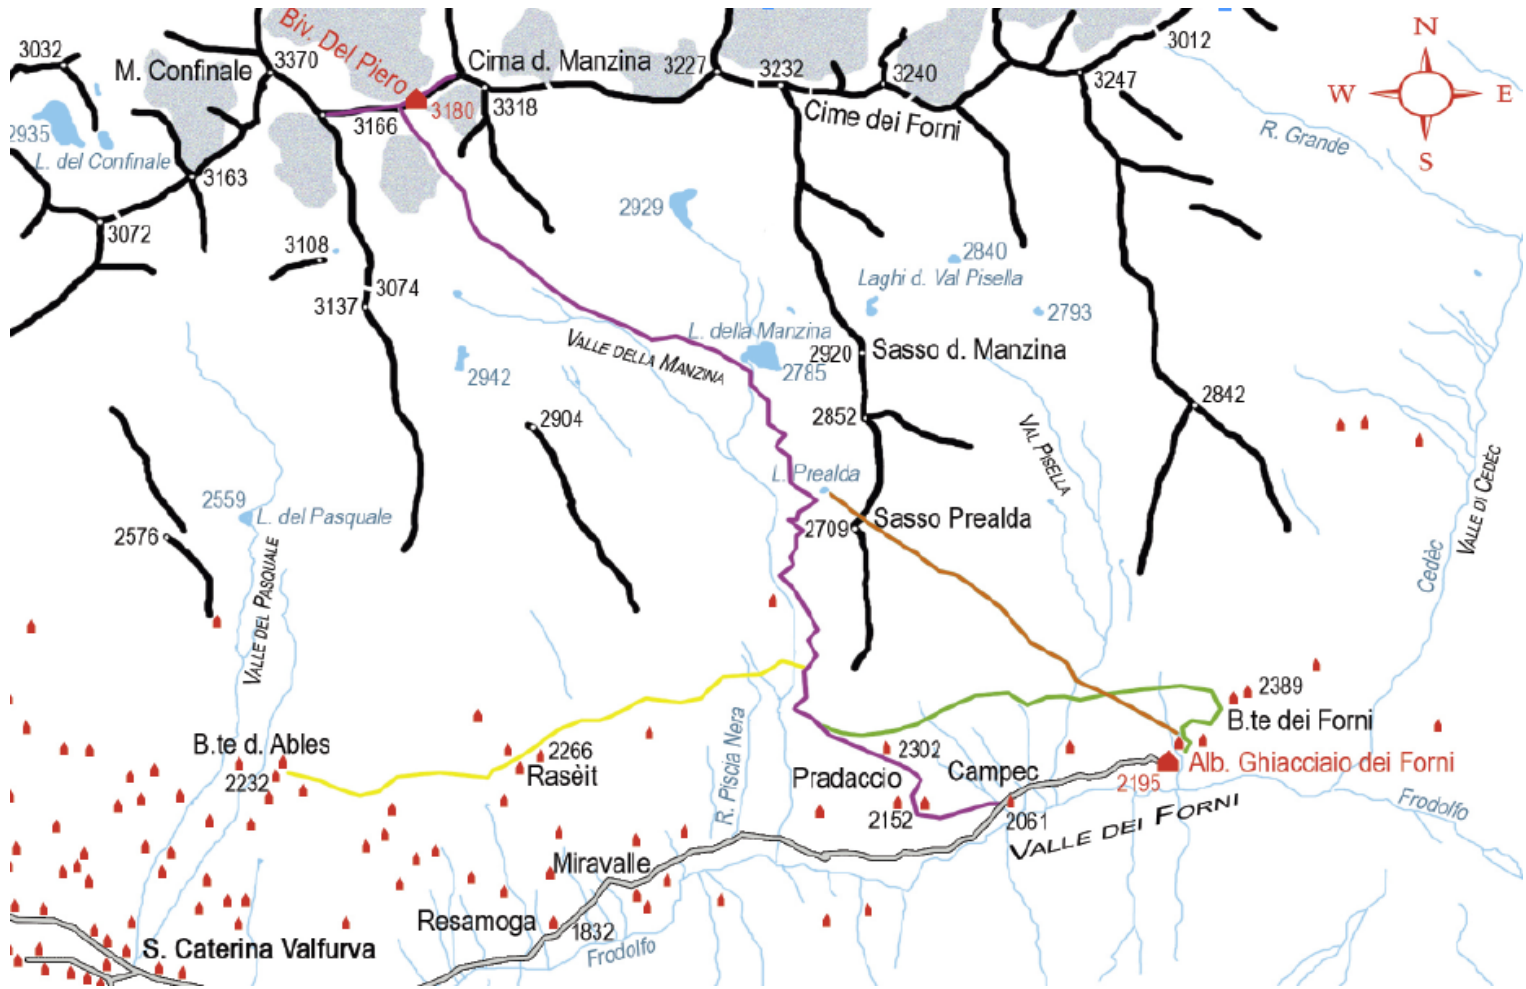 3032
M. Confinale
3370
Biv. Del Piero
3180
Cima d. Manzina
3227
3232
3240
3012
3247
N
W
E
S
2935
L. del Confinale
3166
3318
Cime dei Forni
R. Grande
3163
3072
3108
2929
2840
Laghi d. Val Pisella
3074
3137
2793
L. della Manzina
2785
VALLE DELLA MANZINA
2942
2920
Sasso d. Manzina
2904
2852
2842
VAL PISELLA
VALLE DI CEDÈC
Cedèc
L. Prealda
2559
L. del Pasquale
2576
2709
Sasso Prealda
VALLE DEL PASQUALE
2389
B.te dei Forni
B.te d. Ables
2232
2266
Rasèit
R. Piscia Nera
2302
Pradaccio
Campec
2152
2061
2195
Alb. Ghiacciaio dei Forni
VALLE DEI FORNI
Frodolfo
Miravalle
Resamoga
1832
Frodolfo
S. Caterina Valfurva